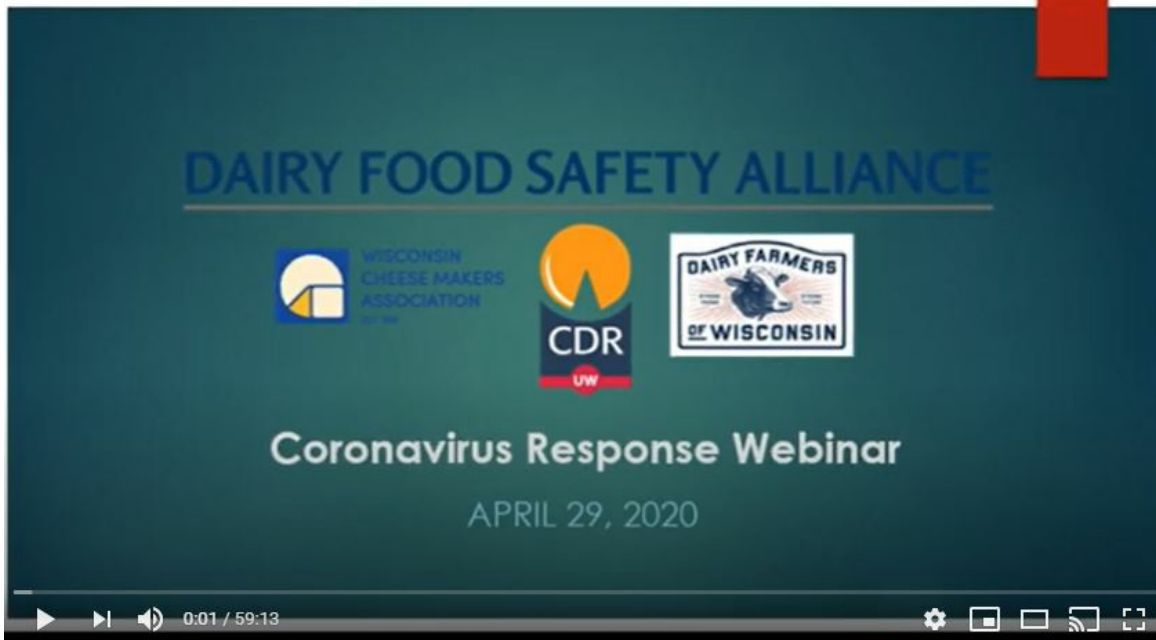 DAIRY FOOD SAFETY ALLIANCE
WISCONSIN
CHEESE MAKERS
ASSOCIATION
CDR
UW
DAIRY FARMERS
OF WISCONSIN
Coronavirus Response Webinar
APRIL 29, 2020
0:01 / 59:13